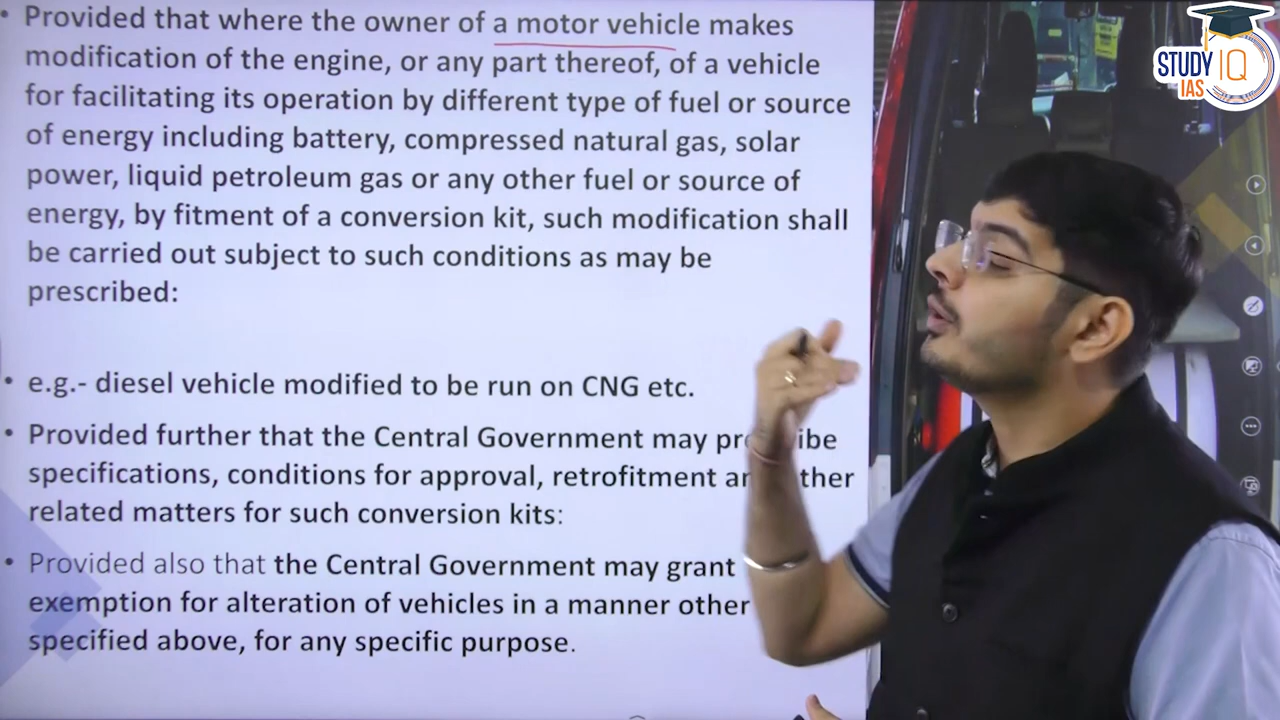 • Provided that where the owner of a motor vehicle makes
modification of the engine, or any part thereof, of a vehicle
for facilitating its operation by different type of fuel or source
of energy including battery, compressed natural gas, solar
power, liquid petroleum gas or any other fuel or source of
energy, by fitment of a conversion kit, such modification shall
be carried out subject to such conditions as may be
prescribed:
• e.g.- diesel vehicle modified to be run on CNG etc.
• Provided further that the Central Government may
specifications, conditions for approval, retrofitment
related matters for such conversion kits:
• Provided also that the Central Government may grant
exemption for alteration of vehicles in a manner other
specified above, for any specific purpose.
STUDY IQ
IAS